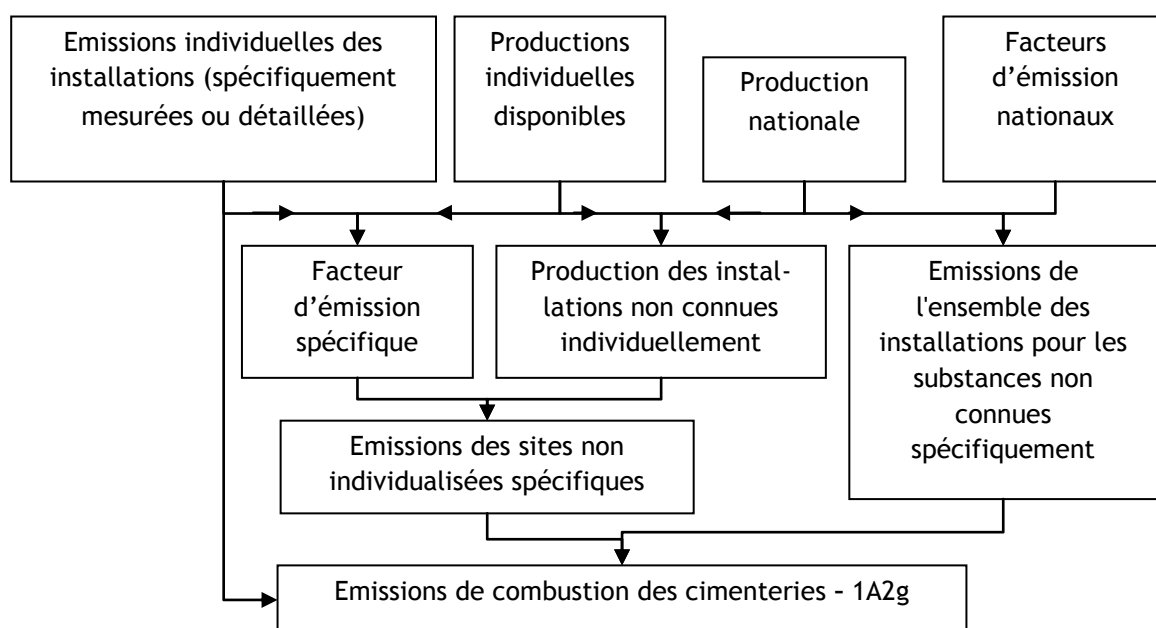 Emissions individuelles des
installations (spécifiquement
mesurées ou détaillées)
Productions
individuelles
disponibles
Production
nationale
Facteurs
d’émission
nationaux
Facteur
d’émission
spécifique
Production des instal-
lations non connues
individuellement
Emissions de
l'ensemble des
installations pour les
substances non
connues
spécifiquement
Emissions des sites non
individualisées spécifiques
Emissions de combustion des cimenteries – 1A2g